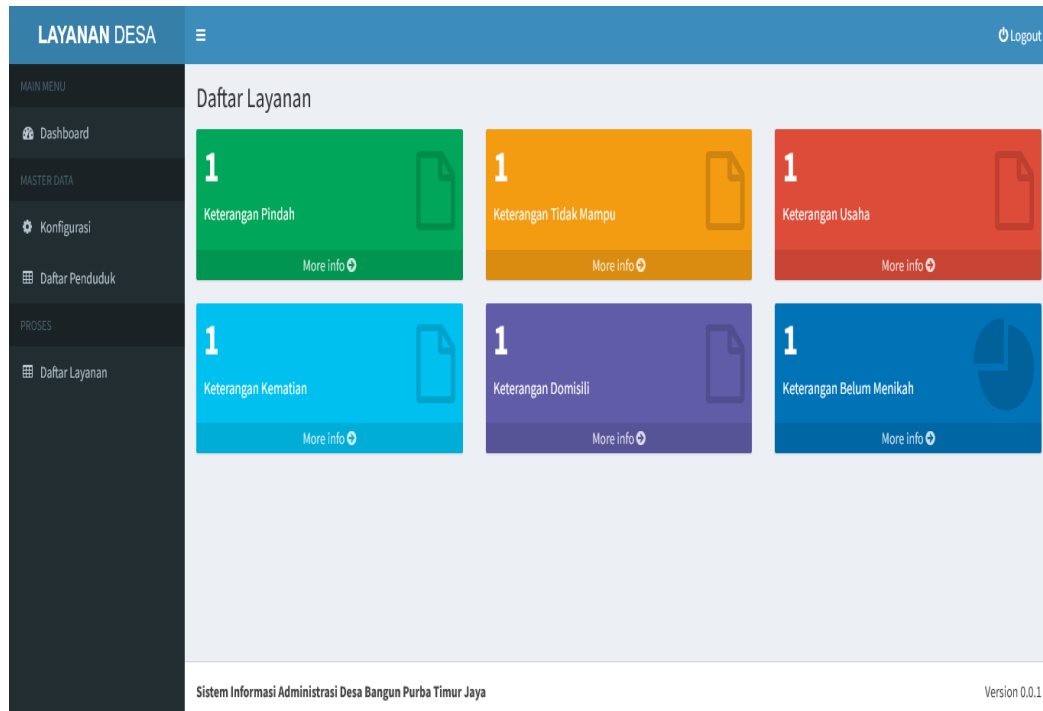 LAYANAN DESA
Logout
MAIN MENU
Dashboard
MASTER DATA
Konfigurasi
Daftar Penduduk
PROSES
Daftar Layanan
Daftar Layanan
1
Keterangan Pindah
More info
1
Keterangan Tidak Mampu
More info
1
Keterangan Usaha
More info
1
Keterangan Kematian
More info
1
Keterangan Domisili
More info
1
Keterangan Belum Menikah
More info
Sistem Informasi Administrasi Desa Bangun Purba Timur Jaya
Version 0.0.1